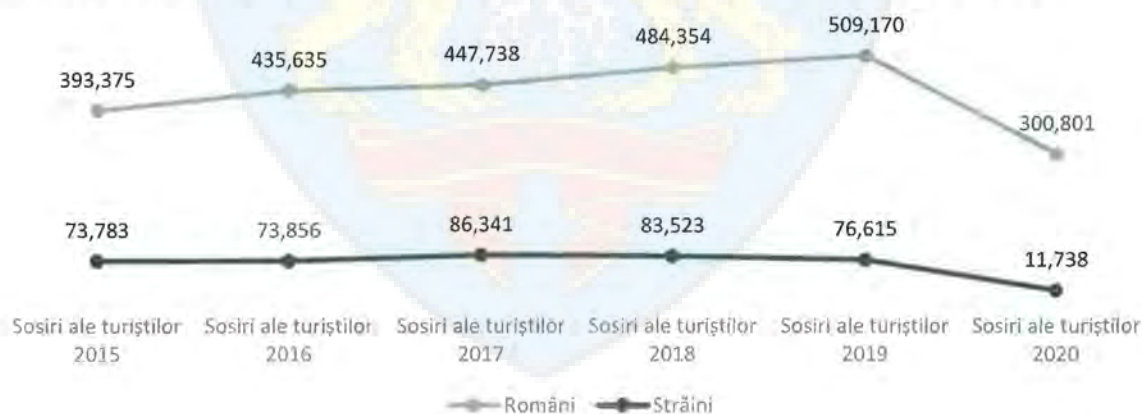 509,170
484,354
447,738
435,635
393,375
300,801
86,341
83,523
73,783
73,856
76,615
11,738
Sosiri ale turiștilor 2015
Sosiri ale turiștilor 2016
Sosiri ale turiștilor 2017
Sosiri ale turiștilor 2018
Sosiri ale turiștilor 2019
Sosiri ale turiștilor 2020
Români
Străini